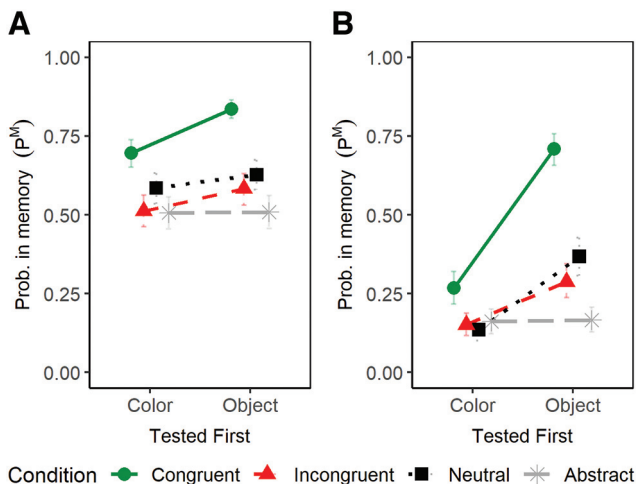 A
Prob. in memory (Pᴹ)
1.00
0.75
0.50
0.25
0.00
Color Object
Tested First
B
Prob. in memory (Pᴹ)
1.00
0.75
0.50
0.25
0.00
Color Object
Tested First
Condition Congruent Incongruent Neutral Abstract